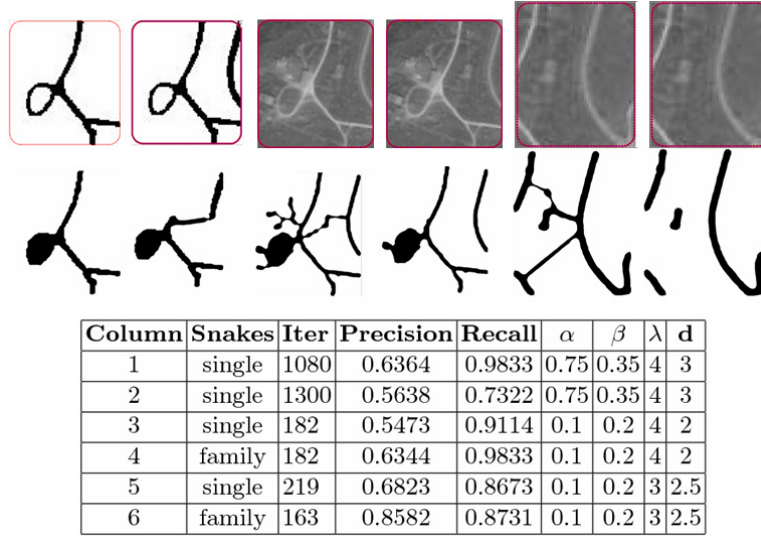 Column Snakes Iter Precision Recall α β λ d
1 single 1080 0.6364 0.9833 0.75 0.35 4 3
2 single 1300 0.5638 0.7322 0.75 0.35 4 3
3 single 182 0.5473 0.9114 0.1 0.2 4 2
4 family 182 0.6344 0.9833 0.1 0.2 4 2
5 single 219 0.6823 0.8673 0.1 0.2 3 2.5
6 family 163 0.8582 0.8731 0.1 0.2 3 2.5